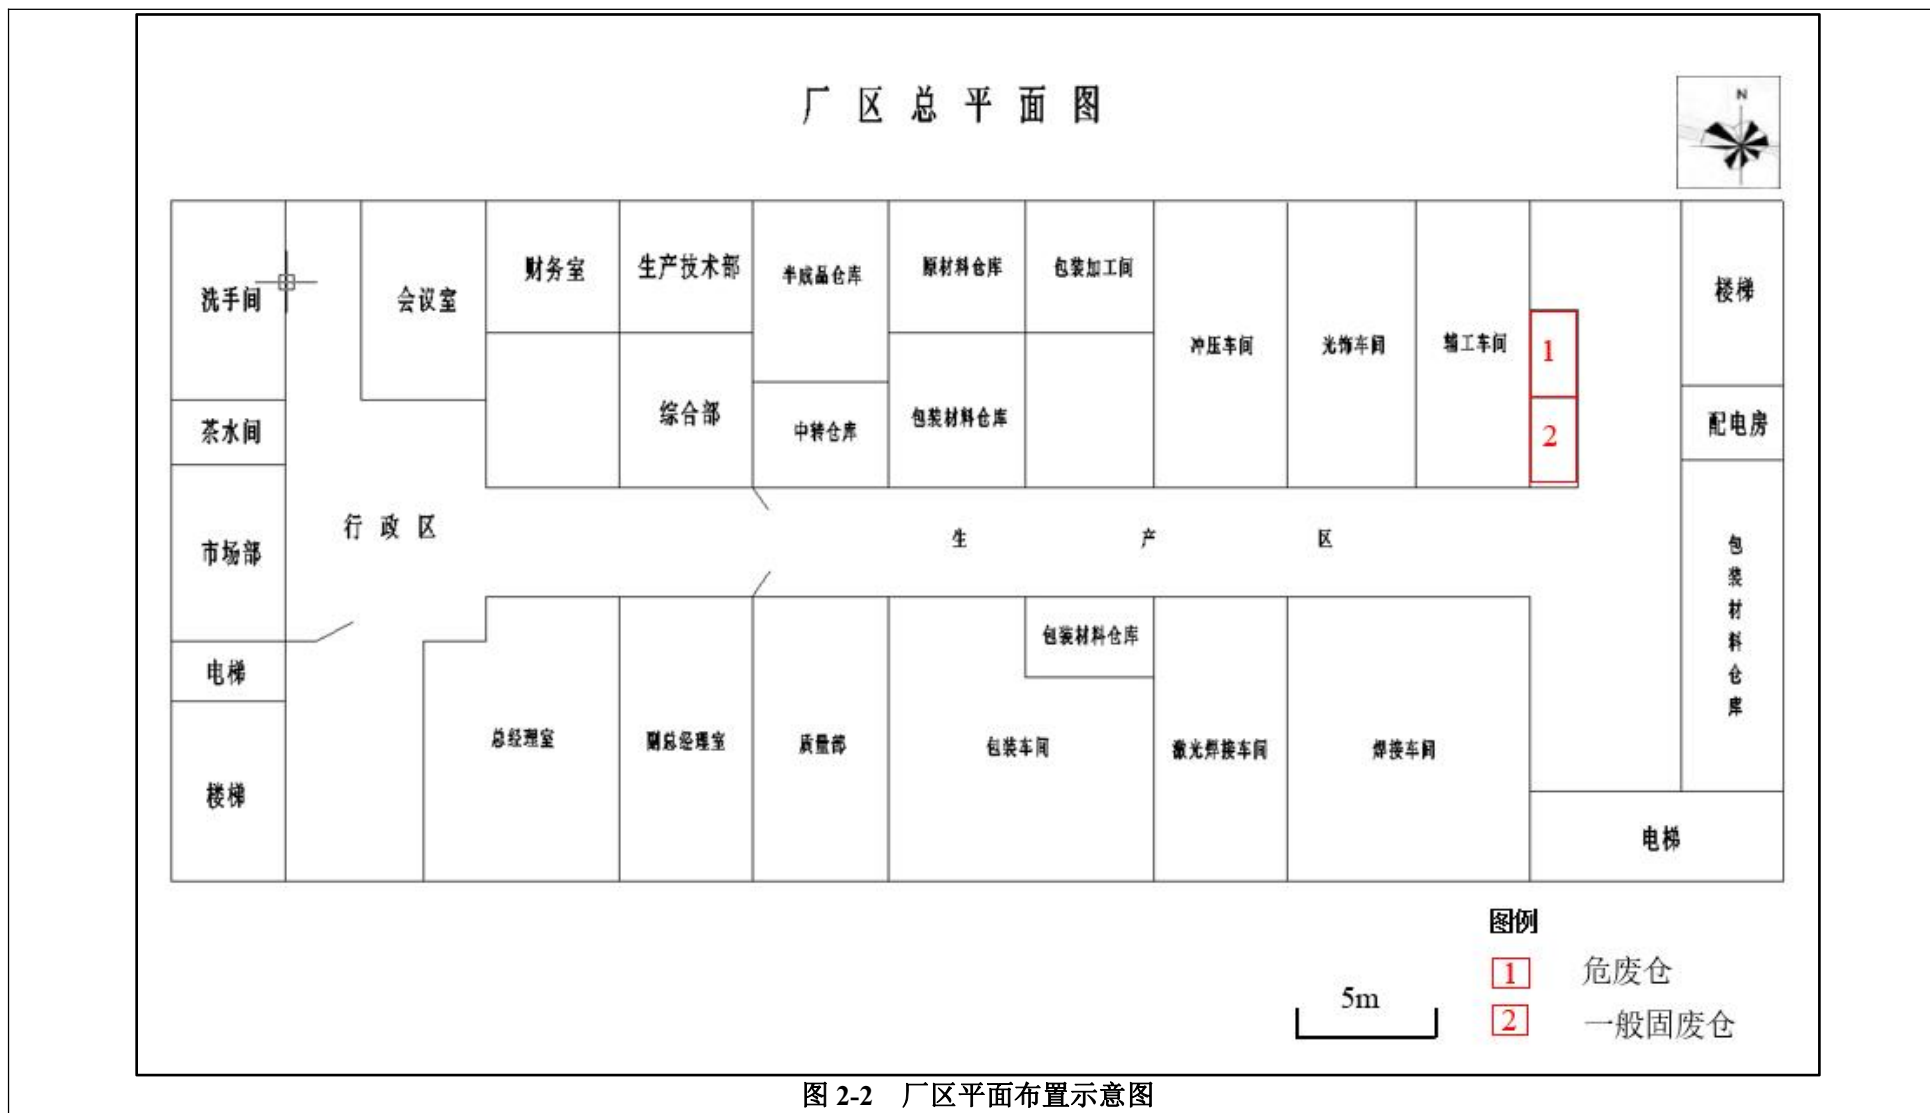 厂区总平面图
N
洗手间
会议室
财务室
生产技术部
半成品仓库
原材料仓库
包装加工间
冲压车间
光饰车间
辅工车间
1
2
楼梯
茶水间
综合部
中转仓库
包装材料仓库
配电房
市场部
行政区
生产区
包装材料仓库
电梯
楼梯
总经理室
副总经理室
质量部
包装车间
包装材料仓库
激光焊接车间
焊接车间
电梯
图例
1 危废仓
2 一般固废仓
5m
图 2-2 厂区平面布置示意图